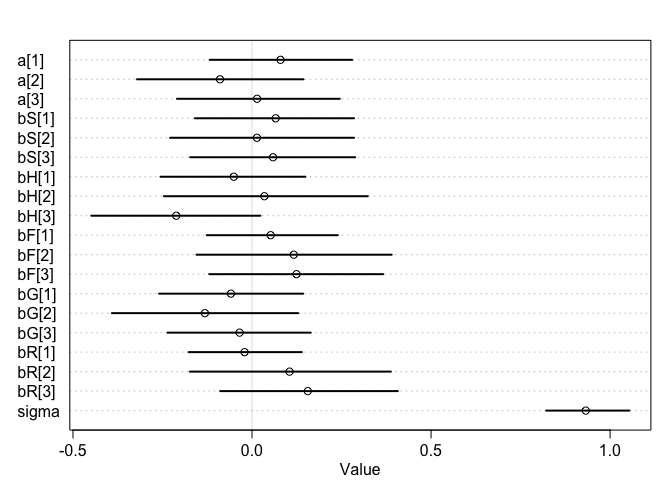 a[1]
a[2]
a[3]
bS[1]
bS[2]
bS[3]
bH[1]
bH[2]
bH[3]
bF[1]
bF[2]
bF[3]
bG[1]
bG[2]
bG[3]
bR[1]
bR[2]
bR[3]
sigma
-0.5 0.0 0.5 1.0
Value